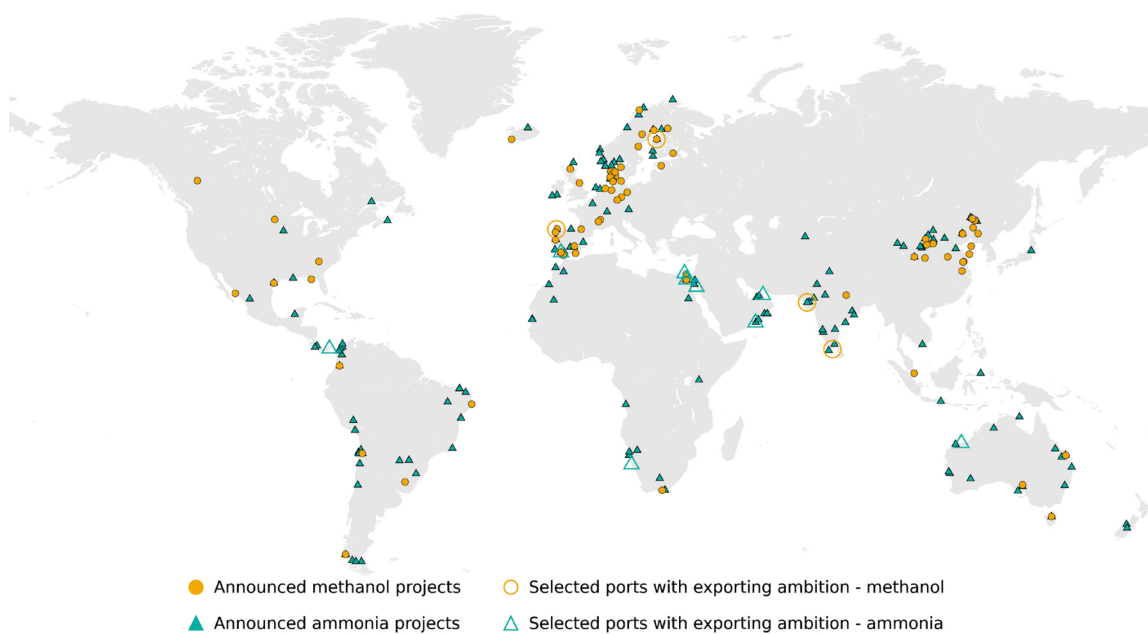 Announced methanol projects
Selected ports with exporting ambition - methanol
Announced ammonia projects
Selected ports with exporting ambition - ammonia